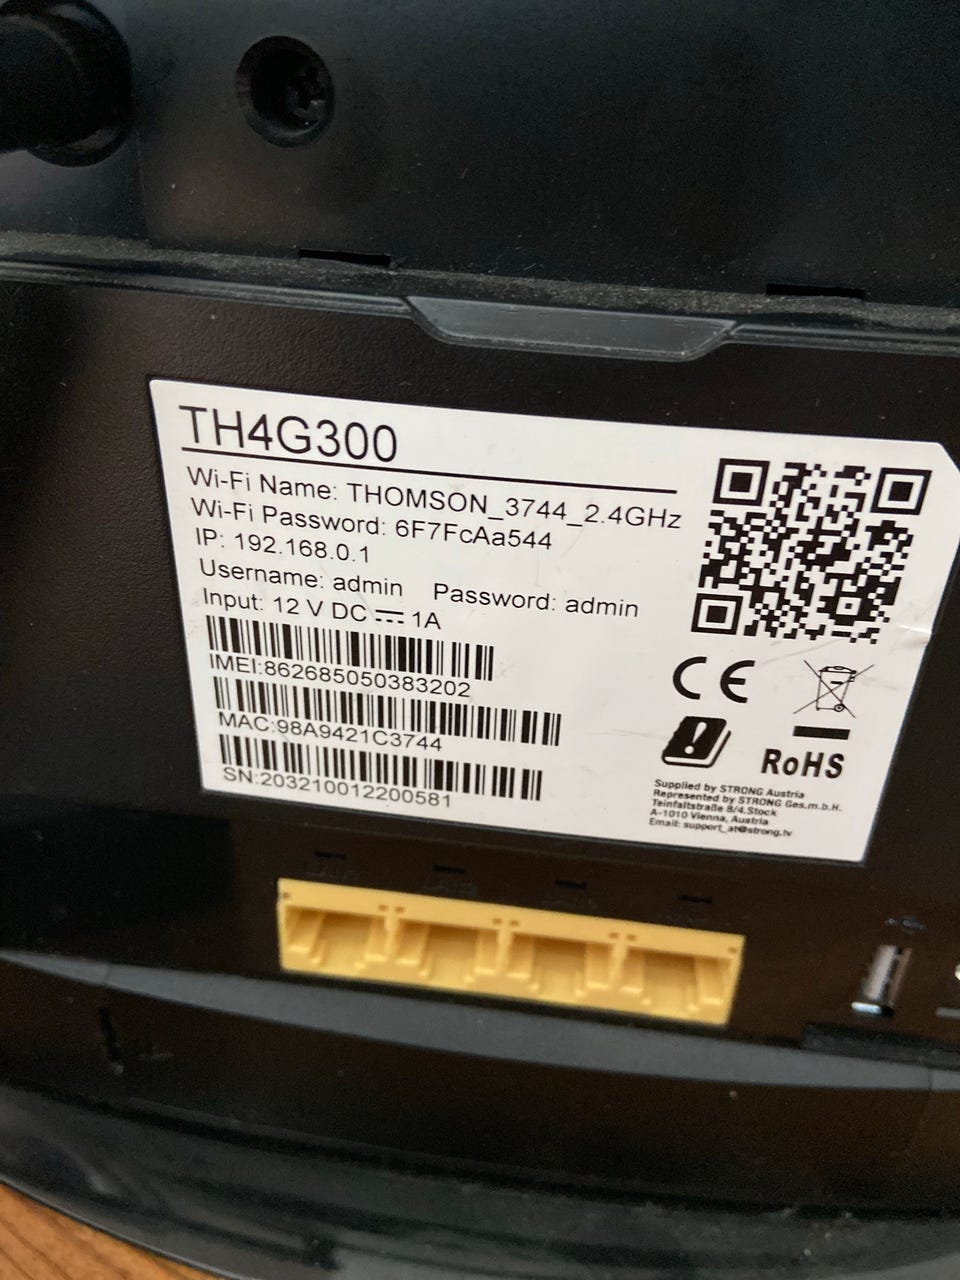 TH4G300
Wi-Fi Name: THOMSON_3744_2.4GHz
Wi-Fi Password: 6F7FcAa544
IP: 192.168.0.1
Username: admin Password: admin
Input: 12 V DC ⎓ 1A
IMEI:862685050383202
MAC:98A9421C3744
SN:203210012200581
CE
RoHS
Supplied by STRONG Austria
Represented by STRONG Ges.m.b.H.
Teinfaltstraße 8/4.Stock
A-1010 Vienna, Austria
Email: support_at@strong.tv